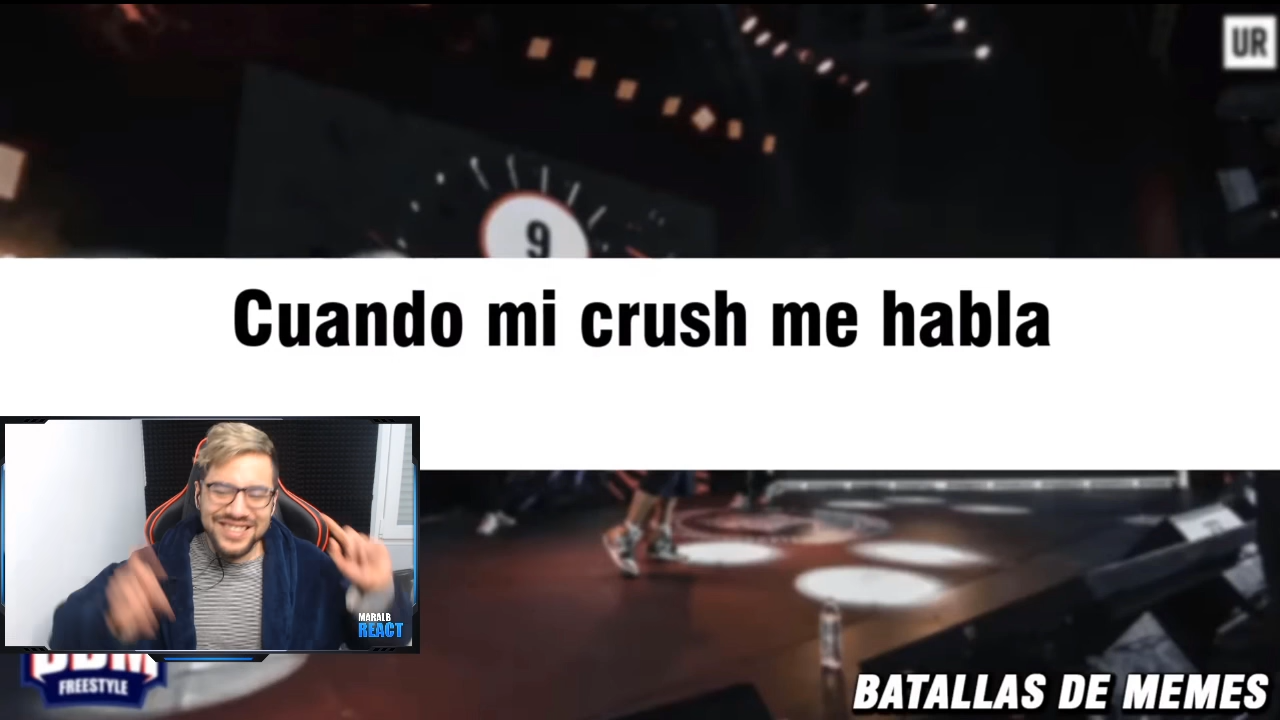 UR
9
Cuando mi crush me habla
MARALB
REACT
FREESTYLE
BATALLAS DE MEMES